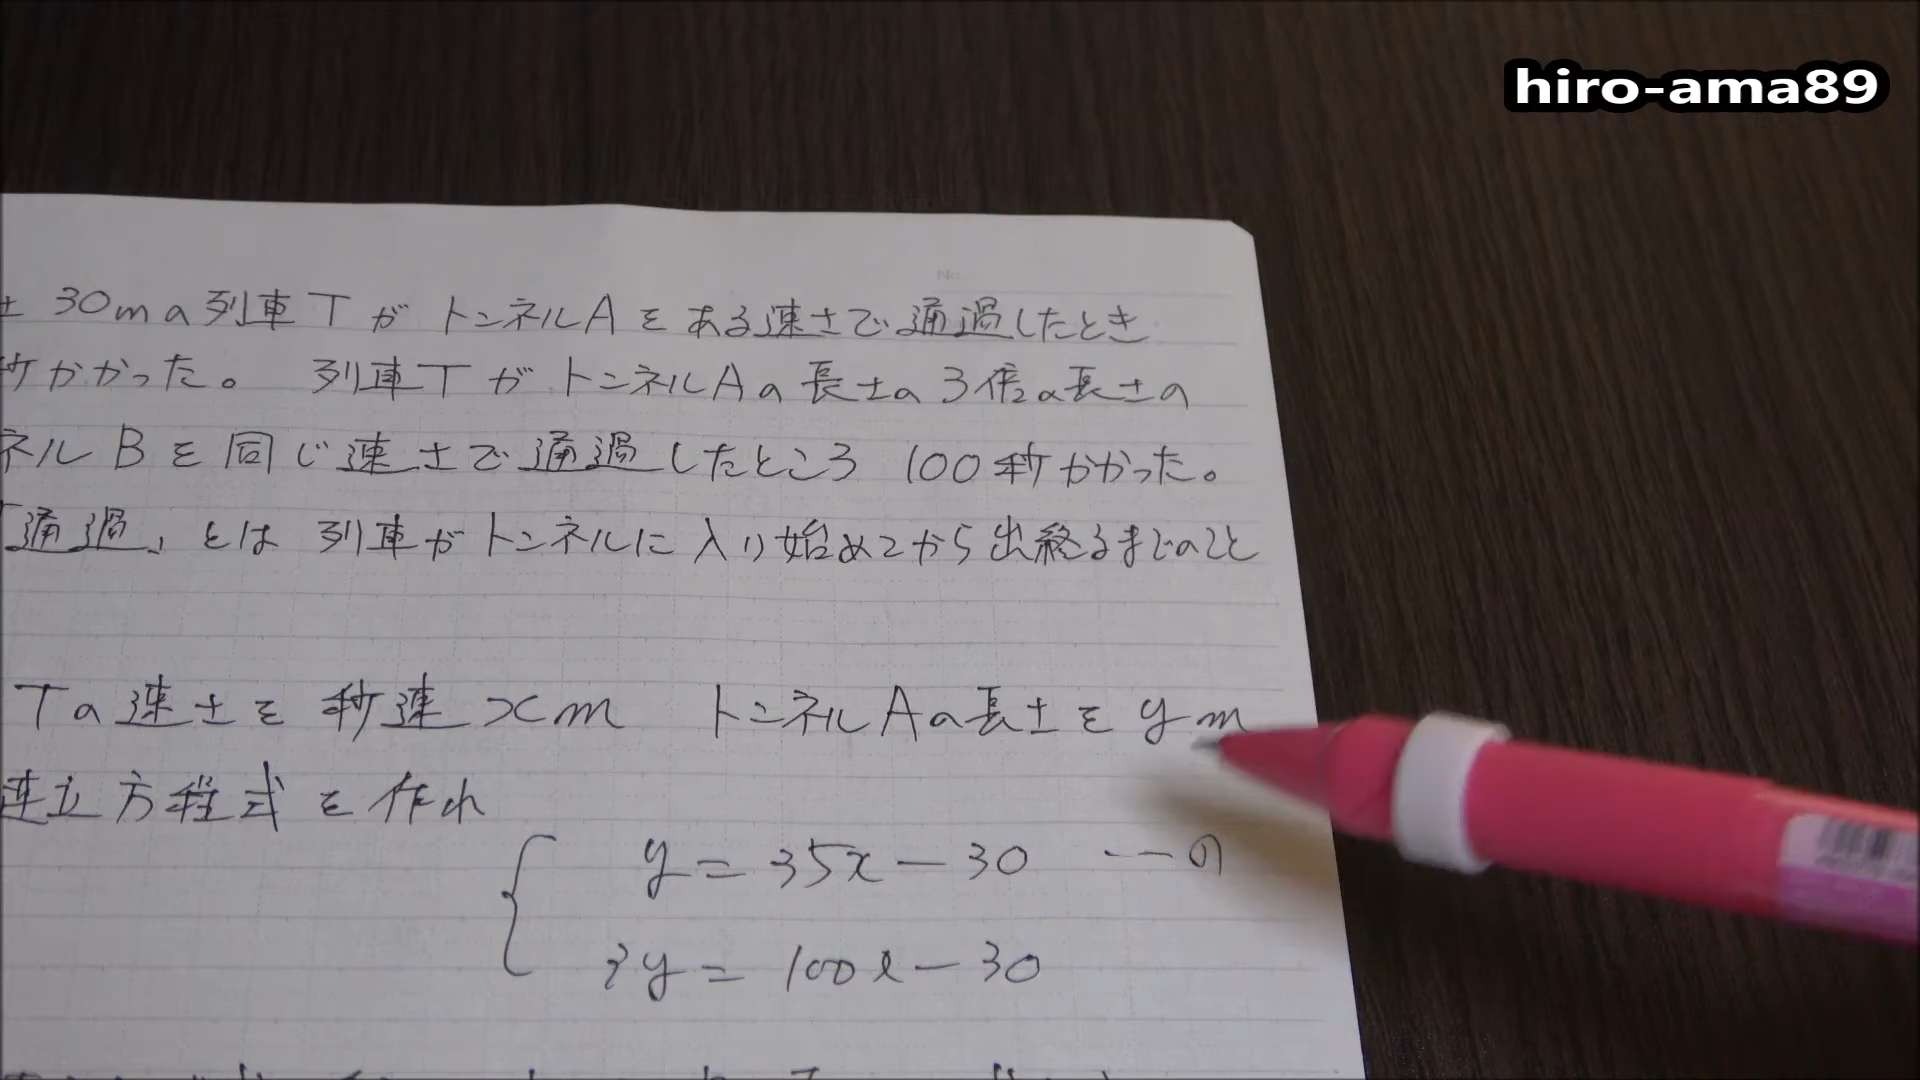 hiro-ama89
No
30mの列車TがトンネルAをある速さで通過したとき
秒かかった。 列車TがトンネルAの長さの3倍の長さの
ネルBを同じ速さで通過したところ 100秒かかった。
「通過」とは 列車がトンネルに入り始めてから出終るまでのこと
Tの速さを 秒速xm トンネルAの長さをym
連立方程式を作れ
y=35x-30
3y=100x-30